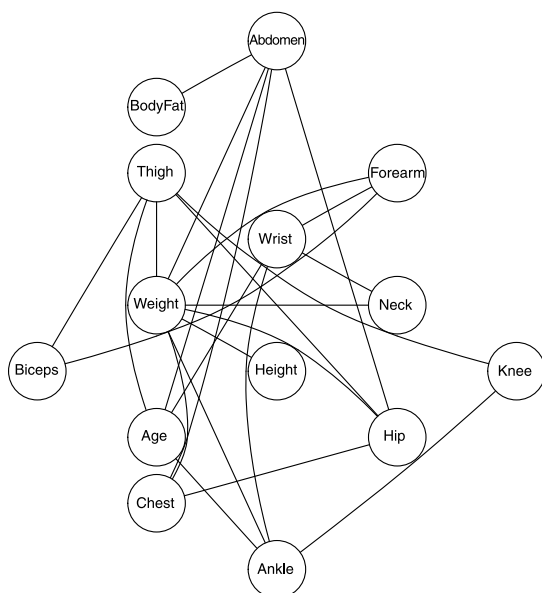 Abdomen
BodyFat
Thigh
Forearm
Wrist
Weight
Neck
Biceps
Height
Knee
Age
Hip
Chest
Ankle